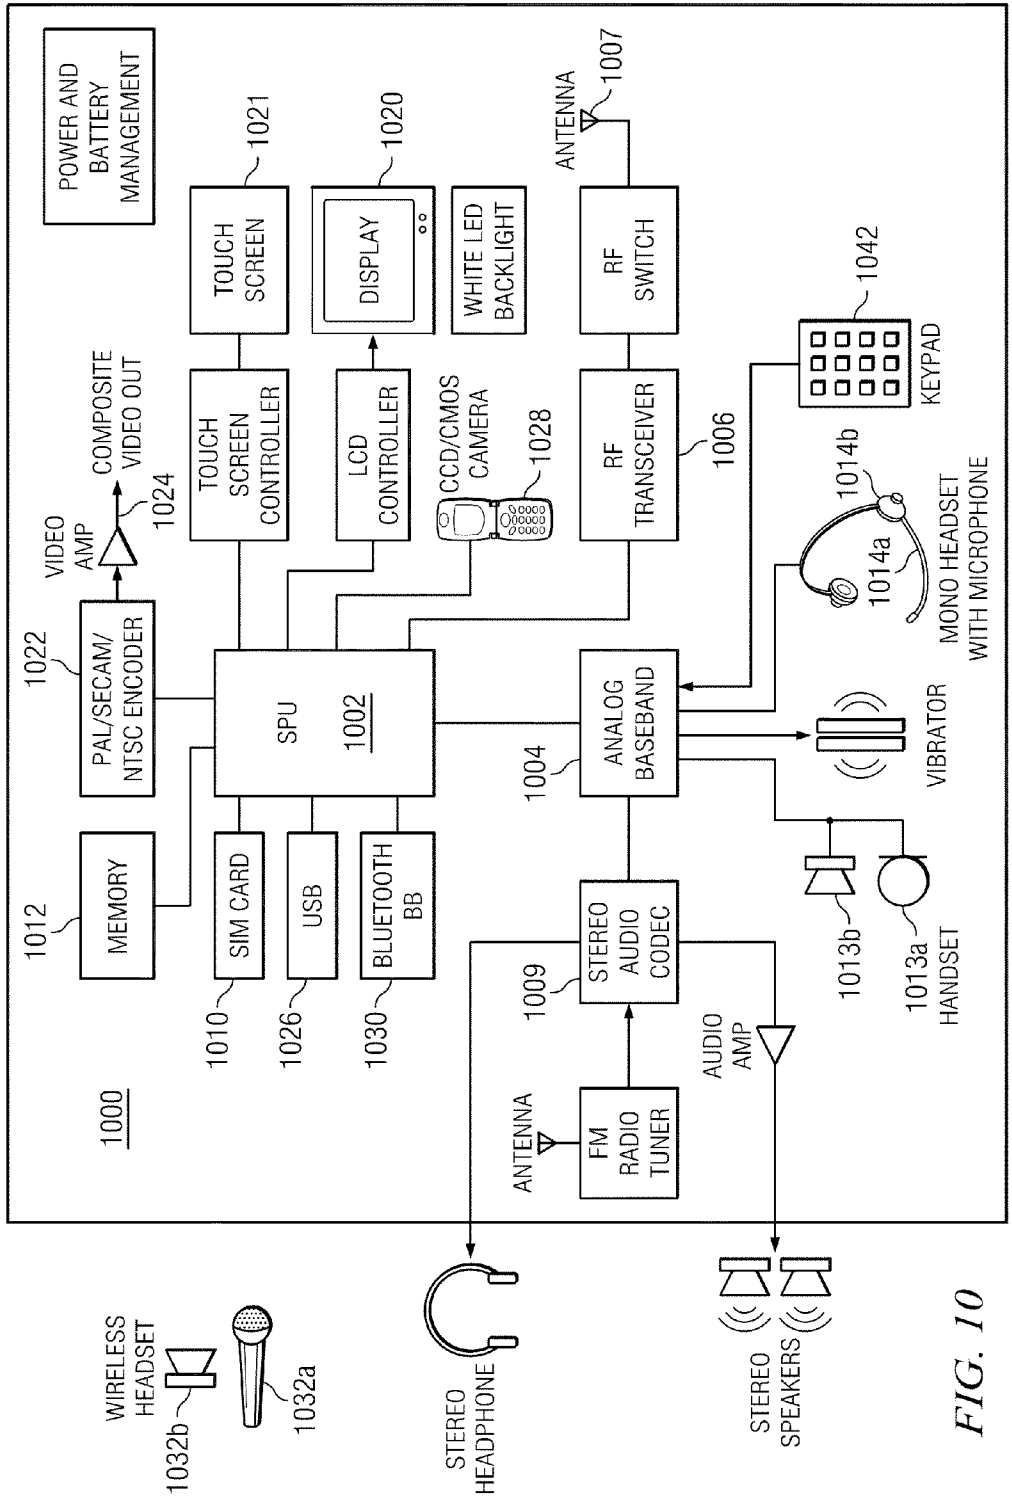 1000
POWER AND
BATTERY
MANAGEMENT
1012
MEMORY
1022
PAL/SECAM/
NTSC ENCODER
VIDEO
AMP
1024
COMPOSITE
VIDEO OUT
1010
SIM CARD
1026
USB
1030
BLUETOOTH
BB
SPU
1002
TOUCH
SCREEN
CONTROLLER
TOUCH
SCREEN
1021
LCD
CONTROLLER
DISPLAY
1020
CCD/CMOS
CAMERA
1028
WHITE LED
BACKLIGHT
WIRELESS
HEADSET
1032b
1032a
STEREO
HEADPHONE
ANTENNA
FM
RADIO
TUNER
1009
STEREO
AUDIO
CODEC
1004
ANALOG
BASEBAND
RF
TRANSCEIVER
1006
RF
SWITCH
ANTENNA
1007
AUDIO
AMP
STEREO
SPEAKERS
1013b
1013a
HANDSET
VIBRATOR
1014a
1014b
MONO HEADSET
WITH MICROPHONE
1042
KEYPAD
FIG. 10